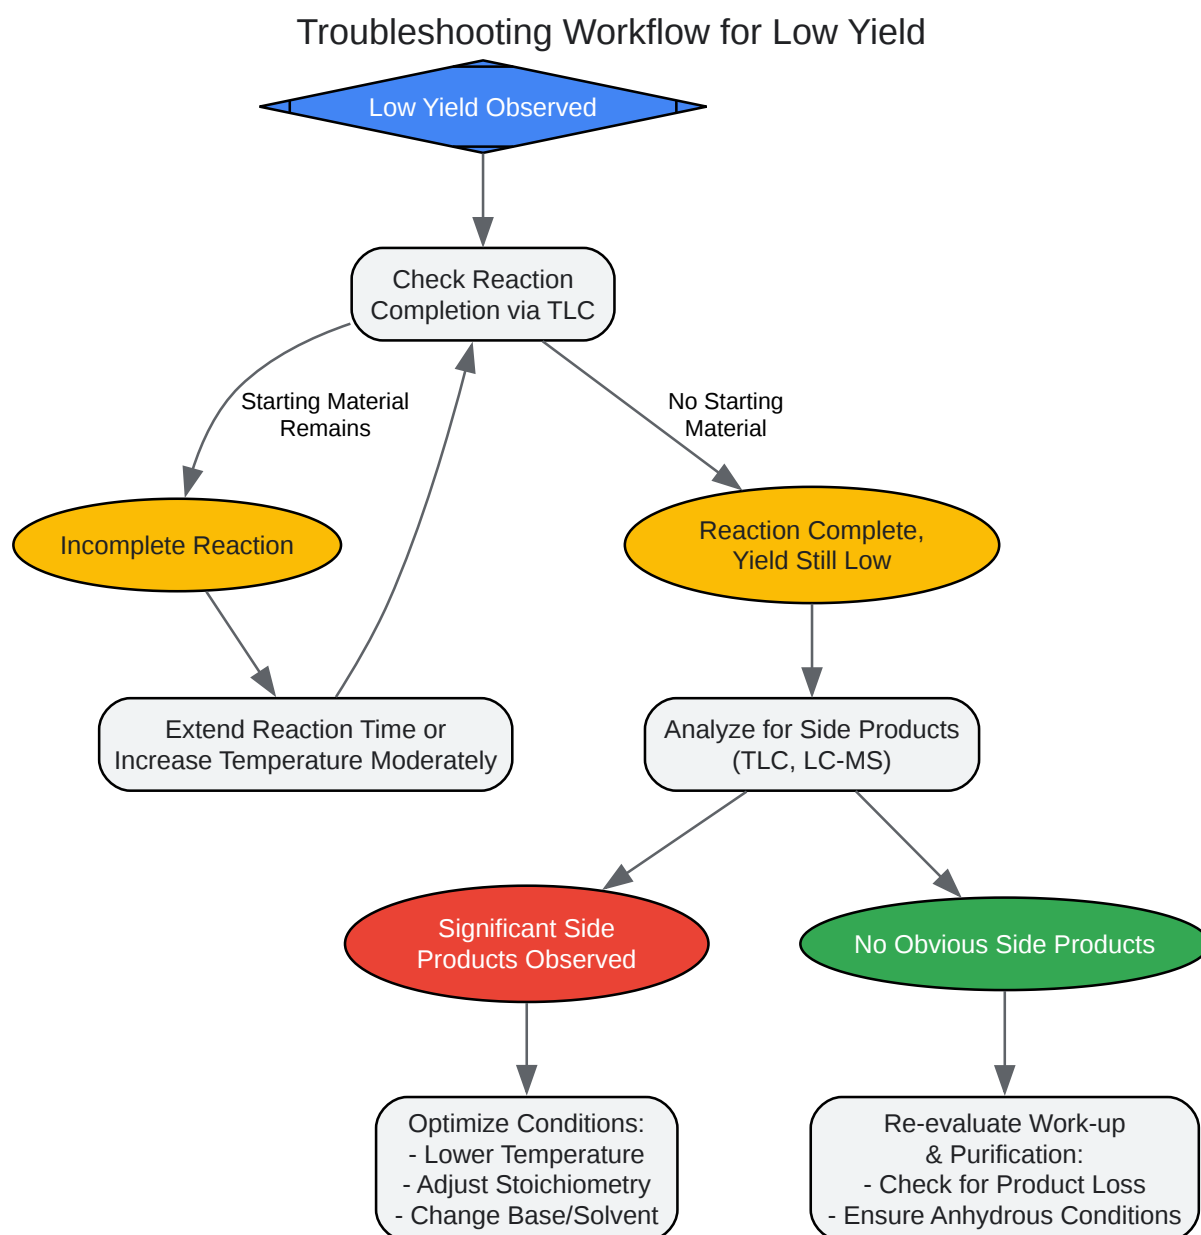 Troubleshooting Workflow for Low Yield
Low Yield Observed
Check Reaction
Completion via TLC
Starting Material
Remains
No Starting
Material
Incomplete Reaction
Reaction Complete,
Yield Still Low
Extend Reaction Time or
Increase Temperature Moderately
Analyze for Side Products
(TLC, LC-MS)
Significant Side
Products Observed
No Obvious Side Products
Optimize Conditions:
- Lower Temperature
- Adjust Stoichiometry
- Change Base/Solvent
Re-evaluate Work-up
& Purification:
- Check for Product Loss
- Ensure Anhydrous Conditions